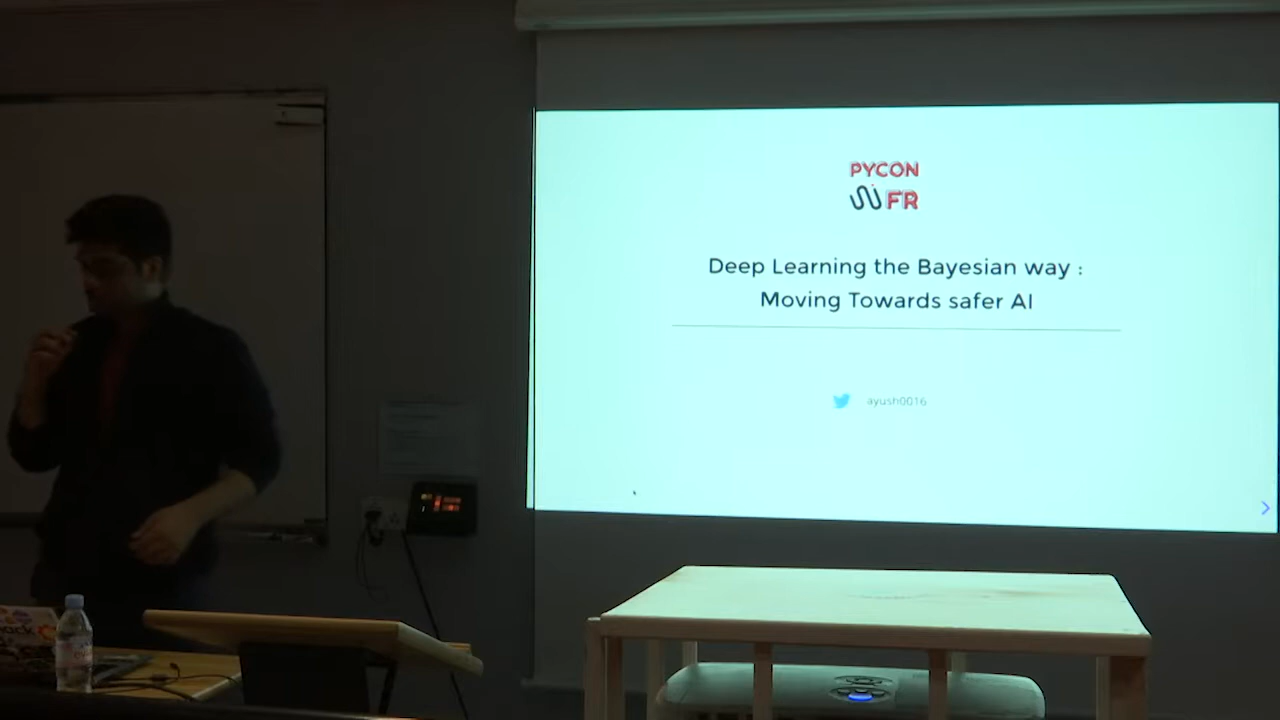 PYCON
FR
Deep Learning the Bayesian way :
Moving Towards safer AI
ayush0016